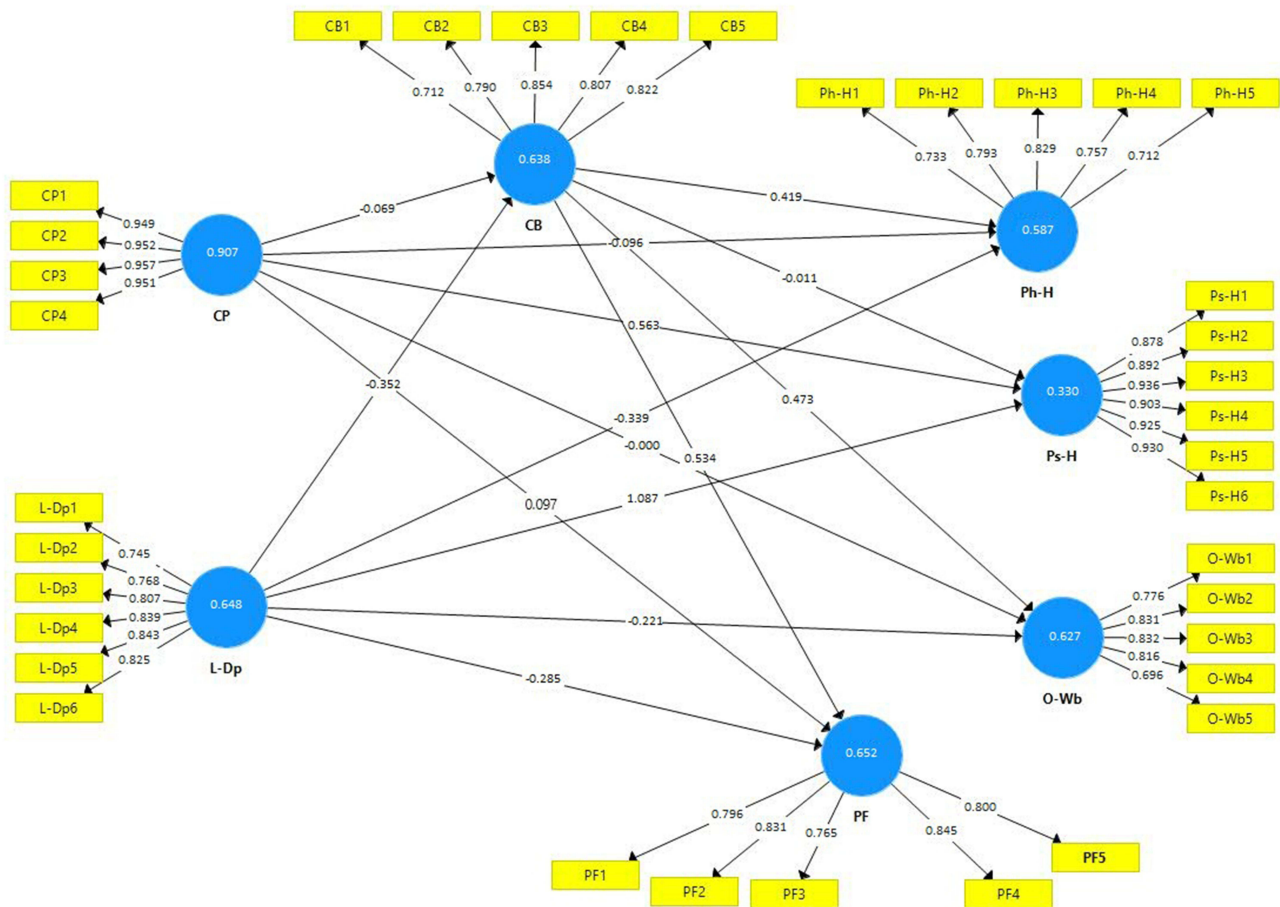 CB1 CB2 CB3 CB4 CB5
0.712 0.790 0.854 0.807 0.822
0.638
CB
Ph-H1 Ph-H2 Ph-H3 Ph-H4 Ph-H5
0.733 0.793 0.829 0.757 0.712
0.587
Ph-H
CP1
CP2
CP3
CP4
0.949
0.952
0.957
0.951
0.907
CP
-0.069
0.419
-0.096
-0.011
0.563
-0.352
0.473
-0.339
-0.000
0.534
1.087
0.097
-0.221
-0.285
Ps-H1
Ps-H2
Ps-H3
Ps-H4
Ps-H5
Ps-H6
0.878
0.892
0.936
0.903
0.925
0.930
0.330
Ps-H
L-Dp1
L-Dp2
L-Dp3
L-Dp4
L-Dp5
L-Dp6
0.745
0.768
0.807
0.839
0.843
0.825
0.648
L-Dp
O-Wb1
O-Wb2
O-Wb3
O-Wb4
O-Wb5
0.776
0.831
0.832
0.816
0.696
0.627
O-Wb
0.652
PF
0.796 0.831 0.765 0.845 0.800
PF1 PF2 PF3 PF4 PF5